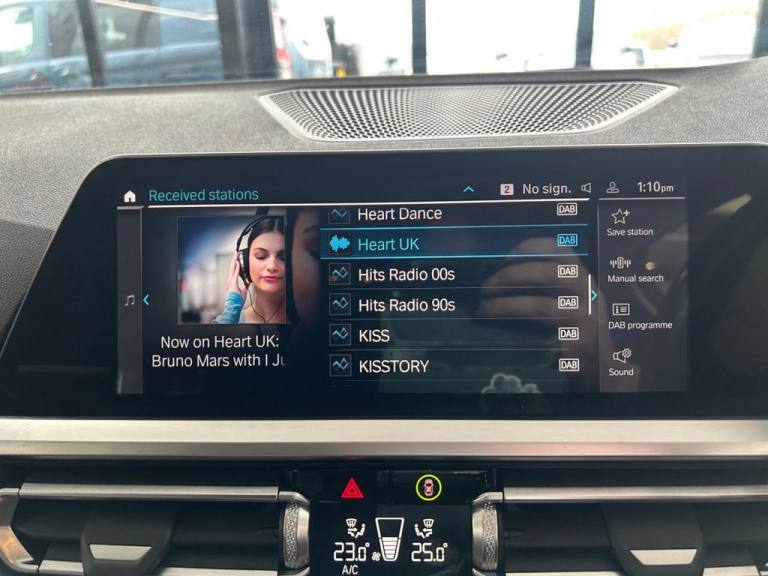 Received stations
2 No sign. 1:10pm
Heart Dance DAB
Heart UK DAB
Hits Radio 00s DAB
Hits Radio 90s DAB
KISS DAB
KISSTORY DAB
Now on Heart UK:
Bruno Mars with I Ju
Save station
Manual search
DAB programme
Sound
23.0° 25.0°
A/C